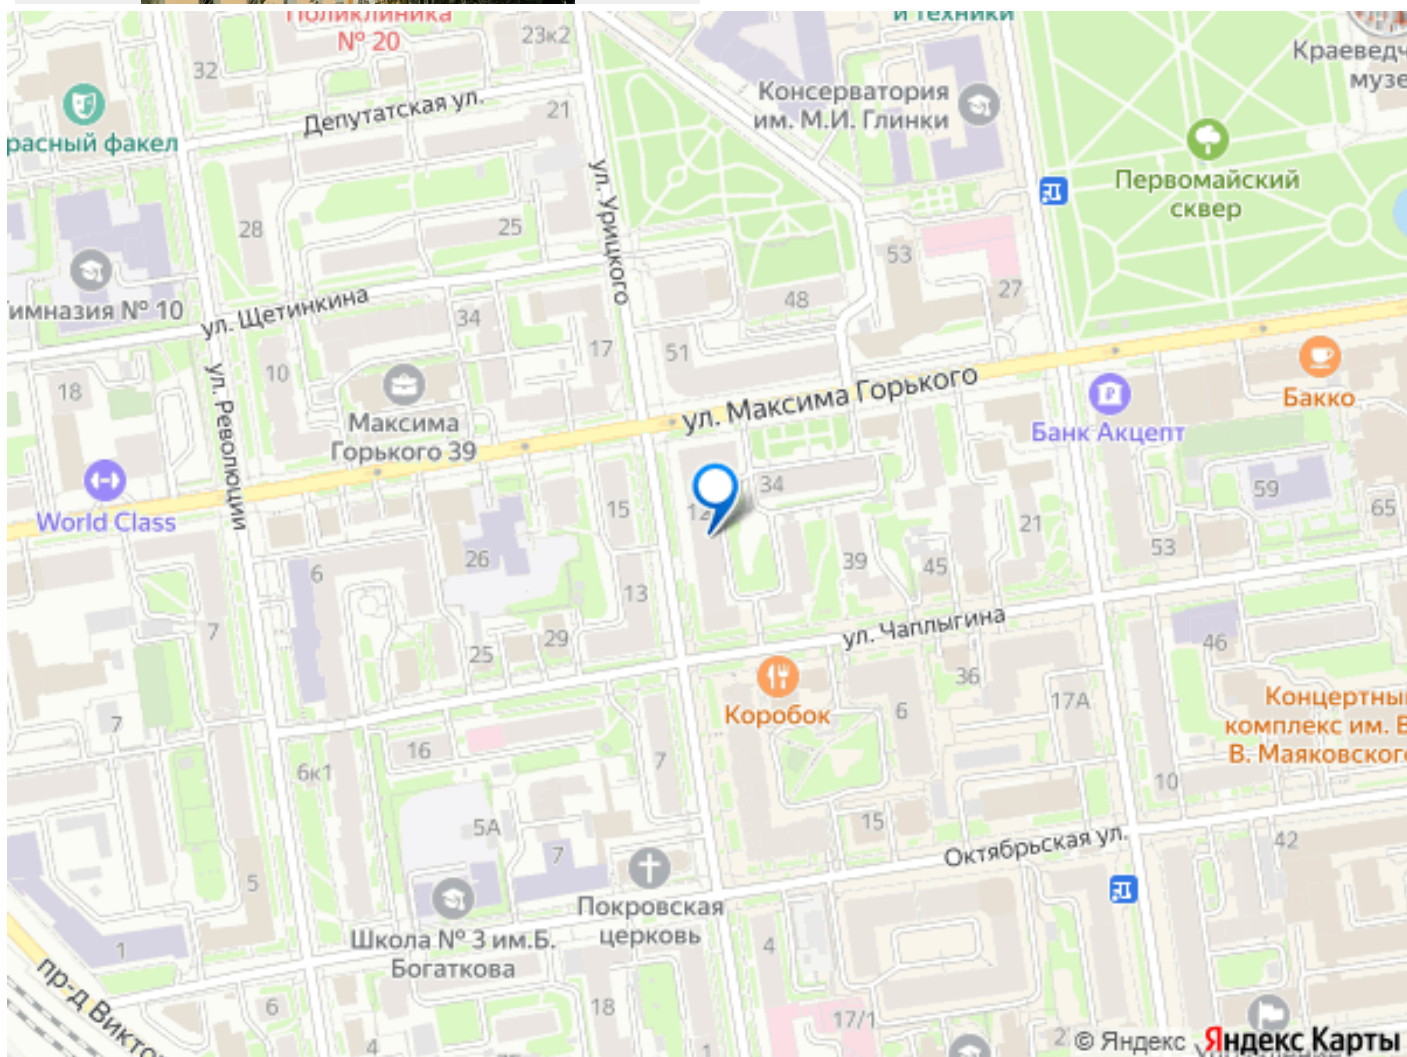 Поликлиника
№ 20
и техники
23к2
32
Краеведч
музе
Депутатская ул.
21
Консерватория
им. М.И. Глинки
расный факел
ул. Урицкого
Первомайский
сквер
28
25
53
27
имназия № 10
ул. Щетинкина
34
48
17
51
10
18
ул. Революции
Максима
Горького 39
ул. Максима Горького
Бакко
Банк Акцепт
World Class
15
34
12
59
65
21
53
26
6
39
45
13
7
29
25
ул. Чаплыгина
46
36
17А
Коробок
6
Концертны
комплекс им. В
В. Маяковског
7
16
7
6к1
10
5А
7
15
Октябрьская ул.
42
5
Покровская
церковь
Школа № 3 им.Б.
Богаткова
4
1
пр-д Викто
6
18
17/1
4
© Яндекс Яндекс Карты